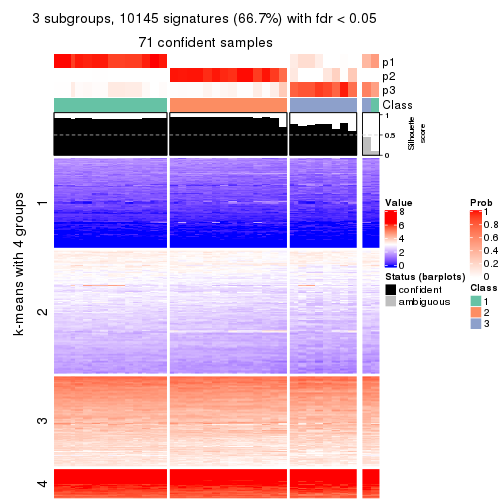 3 subgroups, 10145 signatures (66.7%) with fdr < 0.05
71 confident samples
p1
p2
p3
Class
1
0.5
0
Silhouette
score
k-means with 4 groups
1
2
3
4
Value
8
6
4
2
0
Status (barplots)
confident
ambiguous
Prob
1
0.8
0.6
0.4
0.2
0
Class
1
2
3